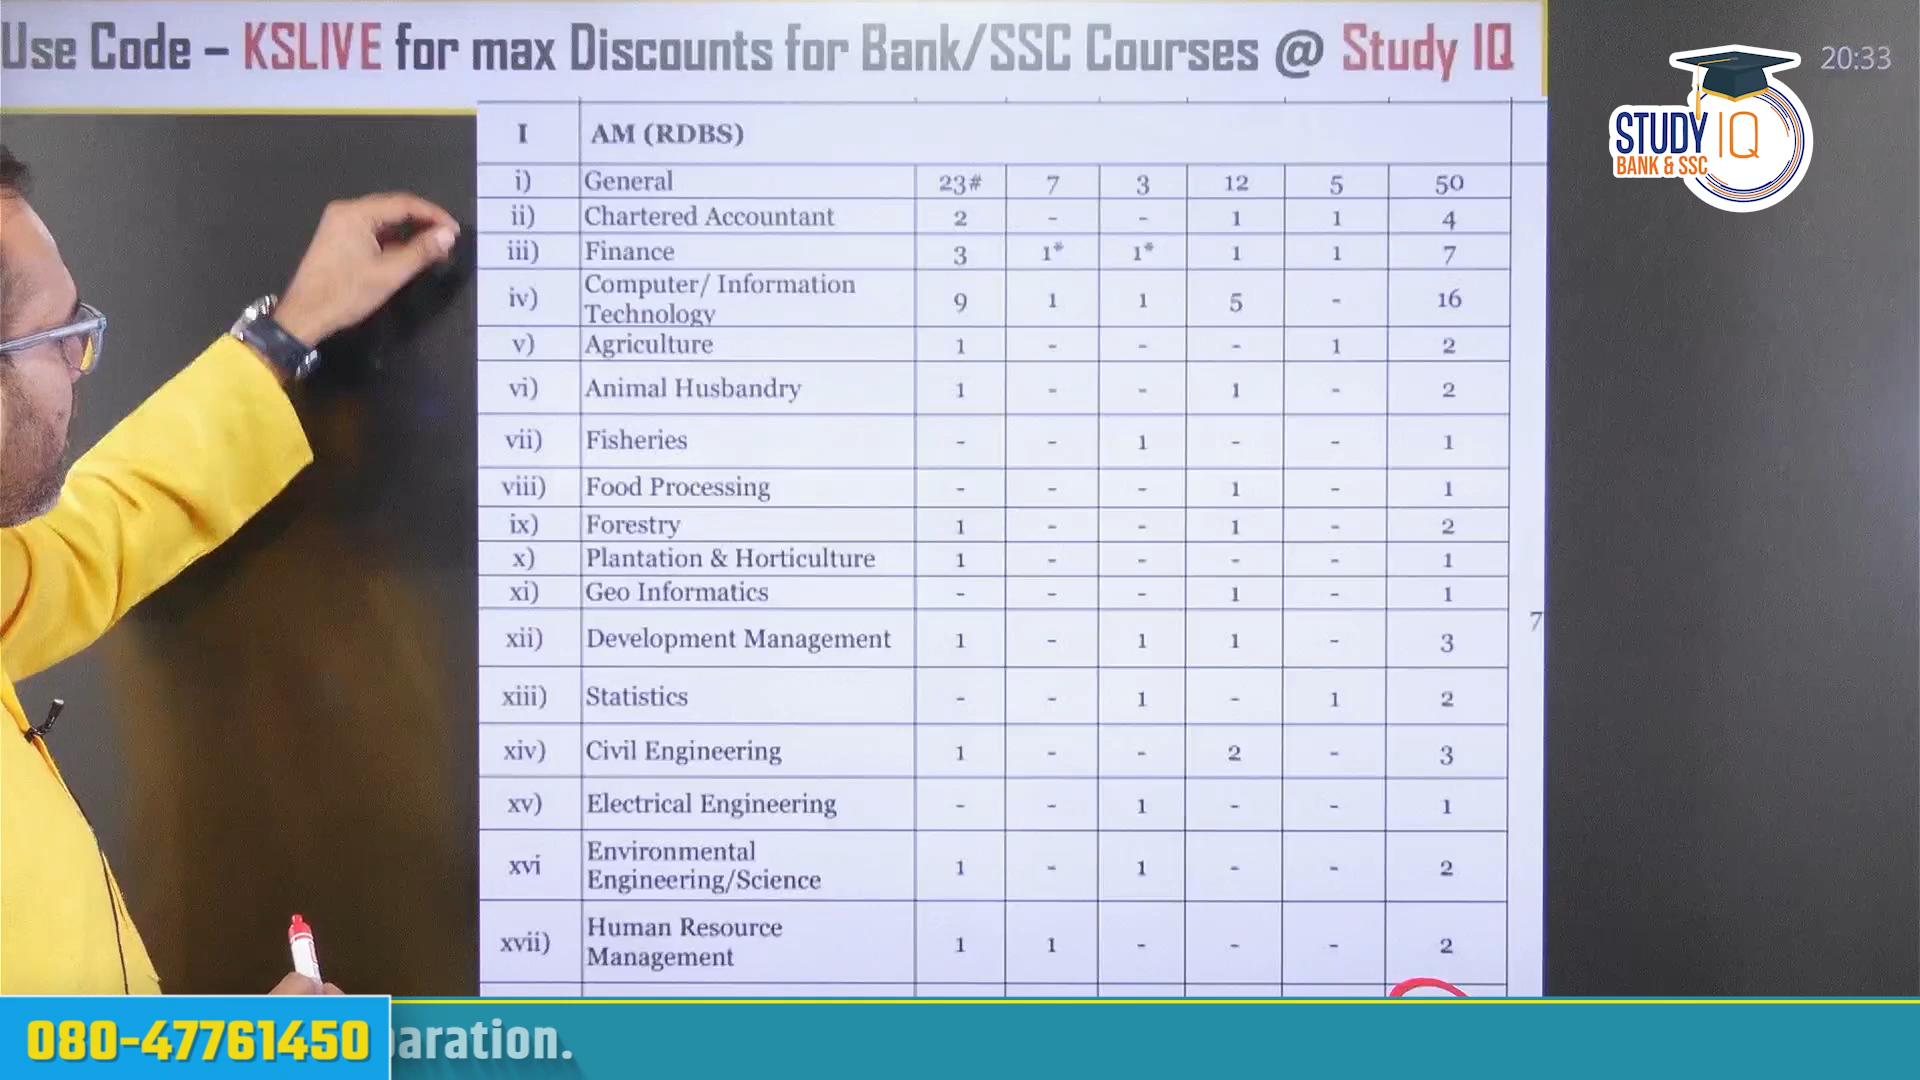 Use Code – KSLIVE for max Discounts for Bank/SSC Courses @ Study IQ
20:33
STUDY IQ
BANK & SSC
I AM (RDBS)
i) General 23# 7 3 12 5 50
ii) Chartered Accountant 2 - - 1 1 4
iii) Finance 3 1* 1* 1 1 7
iv) Computer/ Information
Technology 9 1 1 5 - 16
v) Agriculture 1 - - - 1 2
vi) Animal Husbandry 1 - - 1 - 2
vii) Fisheries - - 1 - - 1
viii) Food Processing - - - 1 - 1
ix) Forestry 1 - - 1 - 2
x) Plantation & Horticulture 1 - - - - 1
xi) Geo Informatics - - - 1 - 1
7
xii) Development Management 1 - 1 1 - 3
xiii) Statistics - - 1 - 1 2
xiv) Civil Engineering 1 - - 2 - 3
xv) Electrical Engineering - - 1 - - 1
xvi Environmental
Engineering/Science 1 - 1 - - 2
xvii) Human Resource
Management 1 1 - - - 2
080-47761450
paration.